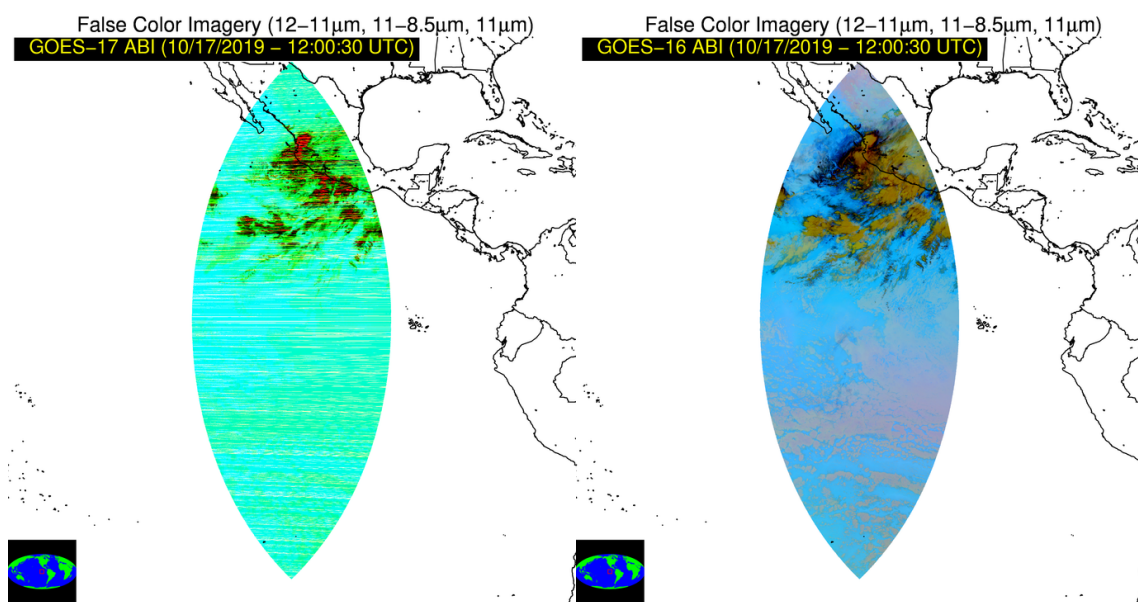 False Color Imagery (12−11μm, 11−8.5μm, 11μm)
GOES−17 ABI (10/17/2019 − 12:00:30 UTC)
False Color Imagery (12−11μm, 11−8.5μm, 11μm)
GOES−16 ABI (10/17/2019 − 12:00:30 UTC)